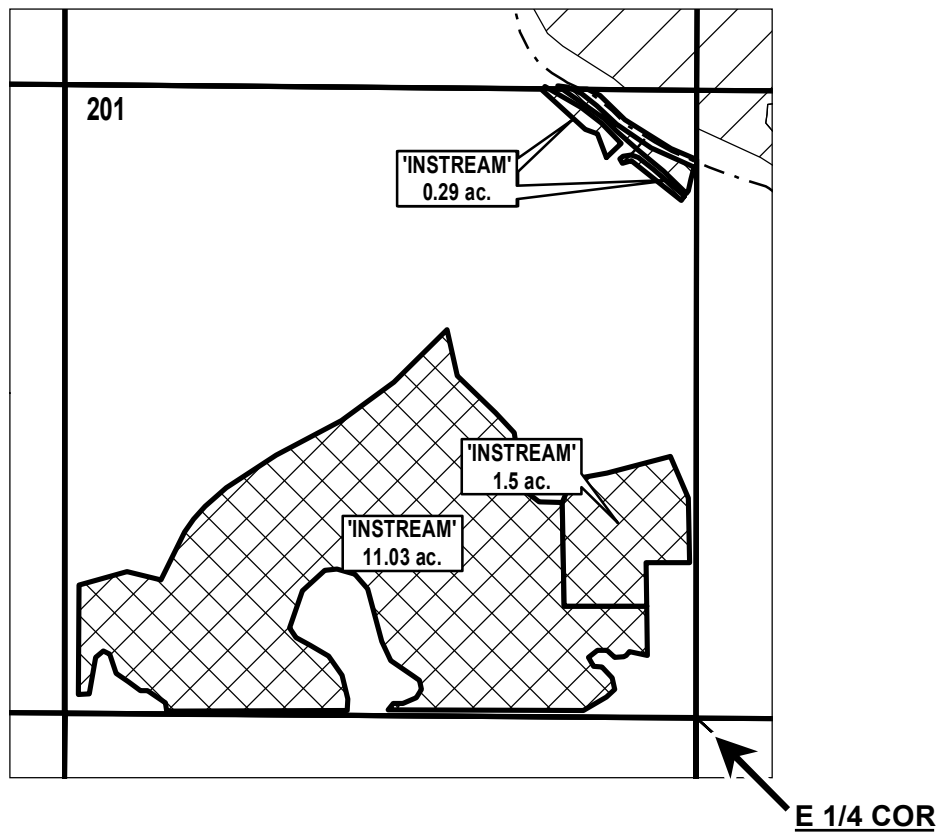 201
'INSTREAM'
0.29 ac.
'INSTREAM'
1.5 ac.
'INSTREAM'
11.03 ac.
E 1/4 COR